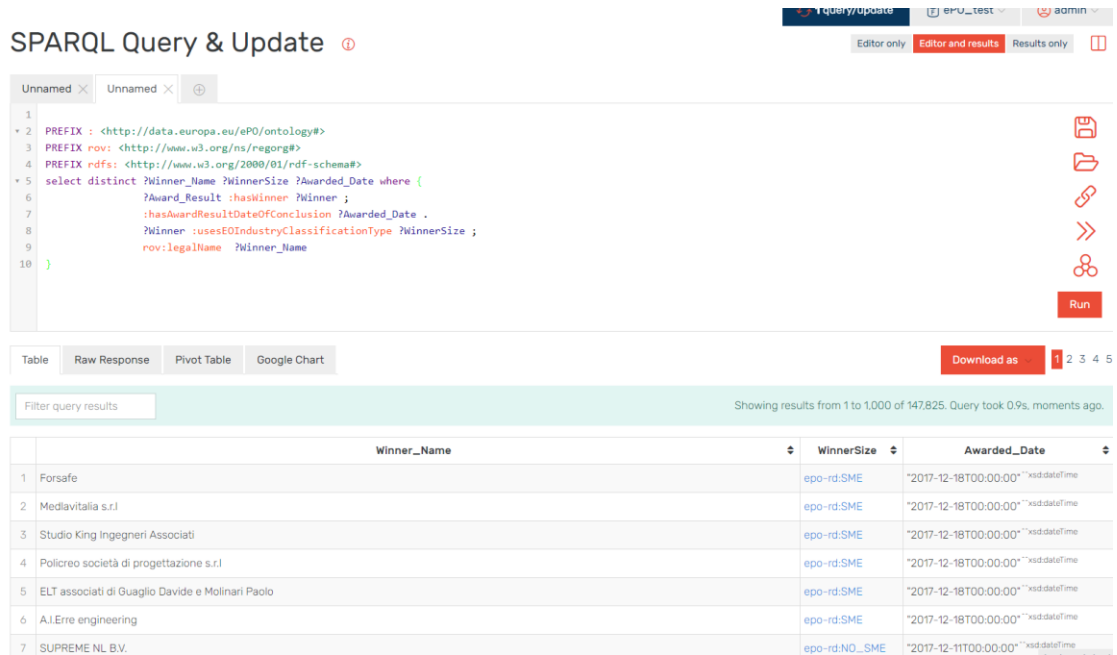 1 query/update ePO_test admin
SPARQL Query & Update
Editor only Editor and results Results only
Unnamed Unnamed
1
2 PREFIX : <http://data.europa.eu/ePO/ontology#>
3 PREFIX rov: <http://www.w3.org/ns/regorg#>
4 PREFIX rdfs: <http://www.w3.org/2000/01/rdf-schema#>
5 select distinct ?Winner_Name ?WinnerSize ?Awarded_Date where {
6 ?Award_Result :hasWinner ?Winner ;
7 :hasAwardResultDateOfConclusion ?Awarded_Date .
8 ?Winner :usesEOIndustryClassificationType ?WinnerSize ;
9 rov:legalName ?Winner_Name
10 }
Run
Table Raw Response Pivot Table Google Chart Download as 1 2 3 4 5
Filter query results Showing results from 1 to 1,000 of 147,825. Query took 0.9s, moments ago.
Winner_Name WinnerSize Awarded_Date
1 Forsafe epo-rd:SME "2017-12-18T00:00:00"^^xsd:dateTime
2 Medlavitalia s.r.l epo-rd:SME "2017-12-18T00:00:00"^^xsd:dateTime
3 Studio King Ingegneri Associati epo-rd:SME "2017-12-18T00:00:00"^^xsd:dateTime
4 Policreo società di progettazione s.r.l epo-rd:SME "2017-12-18T00:00:00"^^xsd:dateTime
5 ELT associati di Guaglio Davide e Molinari Paolo epo-rd:SME "2017-12-18T00:00:00"^^xsd:dateTime
6 A.I.Erre engineering epo-rd:SME "2017-12-18T00:00:00"^^xsd:dateTime
7 SUPREME NL B.V. epo-rd:NO_SME "2017-12-11T00:00:00"^^xsd:dateTime